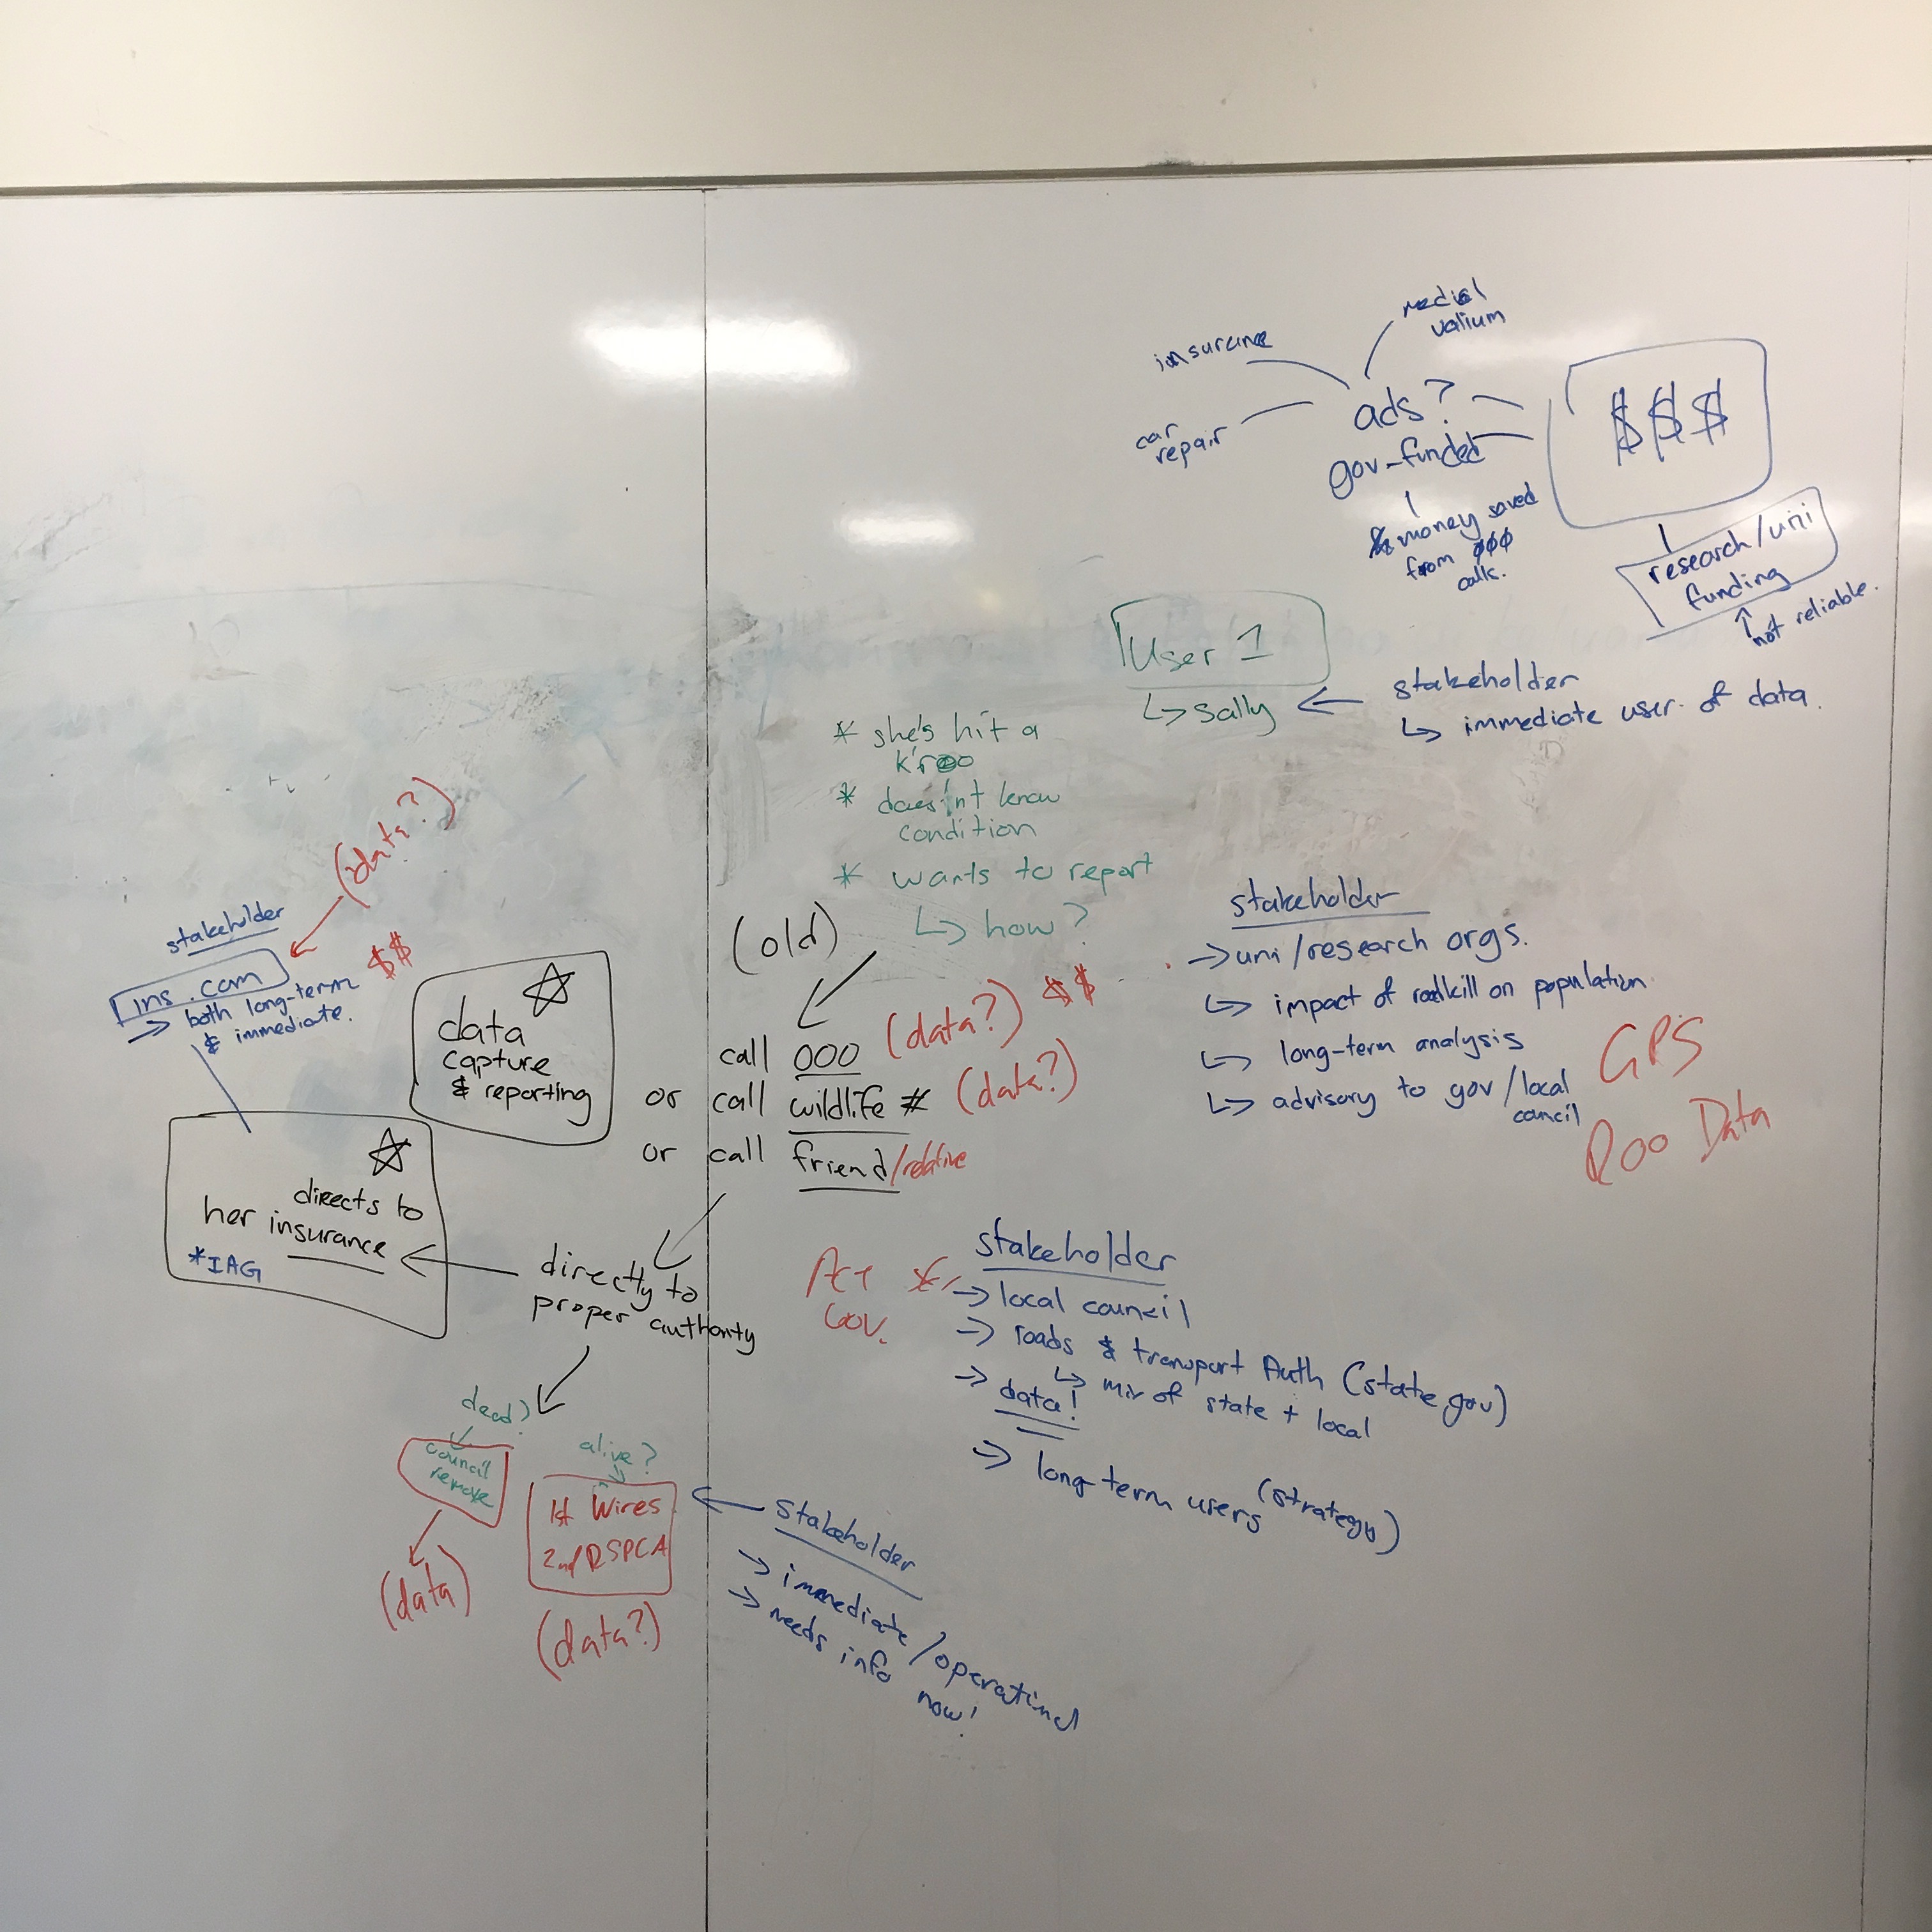 medical
valium
insurance
ads?
car
repair
gov-funded
$$$
money saved
from 000
calls.
research/uni
funding
not reliable.
User 1
↳ sally
stakeholder
↳ immediate user of data.
* she's hit a
k'roo
* does'nt know
condition
* wants to report
↳ how?
(data?)
stakeholder
ins.com
→ both long-term
& immediate.
$$
data
capture
& reporting
(old)
call 000 (data?) $$
or call wildlife # (data?)
or call friend/relative
stakeholder
→ uni/research orgs.
↳ impact of roadkill on population
↳ long-term analysis
↳ advisory to gov/local
council
GPS
Roo Data
directs to
her insurance
*IAG
directly to
proper authority
ACT
Gov.
stakeholder
→ local council
→ roads & transport Auth (state gov)
↳ mix of state + local
→ data!
→ long term users (strategy)
dead?
council
remove
(data)
alive?
1st Wires
2nd RSPCA
(data?)
stakeholder
→ immediate/operational
→ needs info
now!